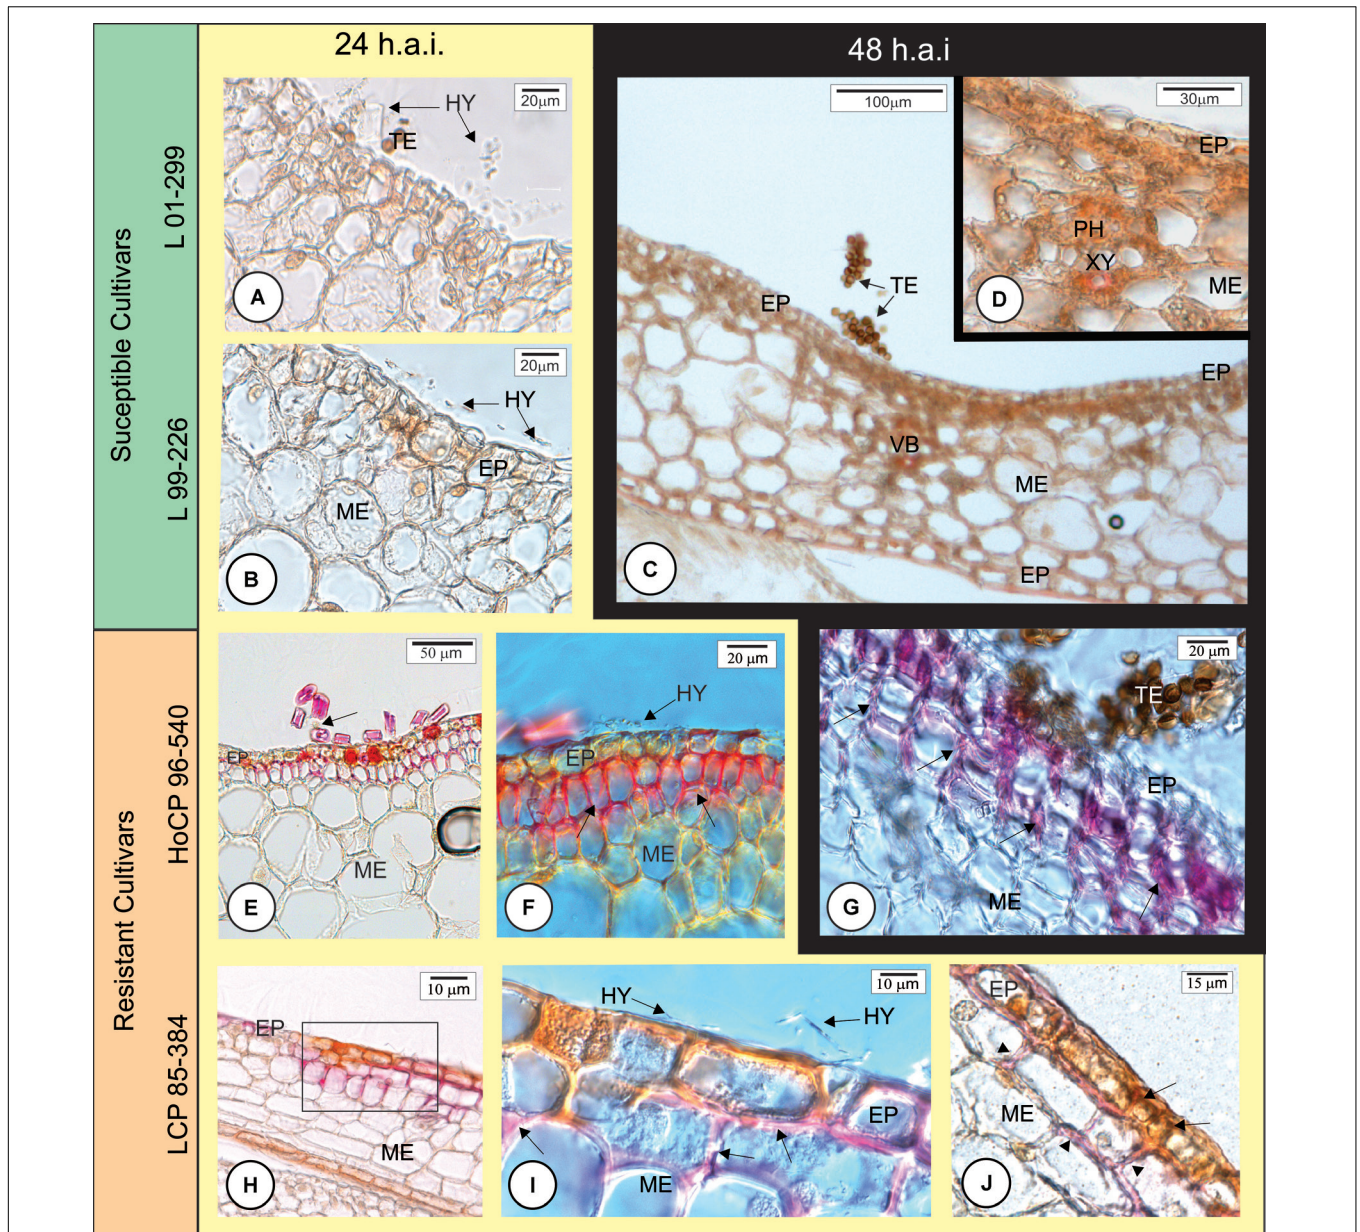 24 h.a.i.
48 h.a.i
Suceptible Cultivars
L 01-299
L 99-226
Resistant Cultivars
HoCP 96-540
LCP 85-384
HY
20µm
TE
A
20µm
HY
EP
ME
B
100µm
TE
EP
EP
VB
ME
C
EP
30µm
EP
PH
XY
ME
D
50 µm
EP
ME
E
20 µm
HY
EP
ME
F
20 µm
TE
EP
ME
G
10 µm
EP
ME
H
10 µm
HY
HY
EP
ME
I
15 µm
EP
ME
J